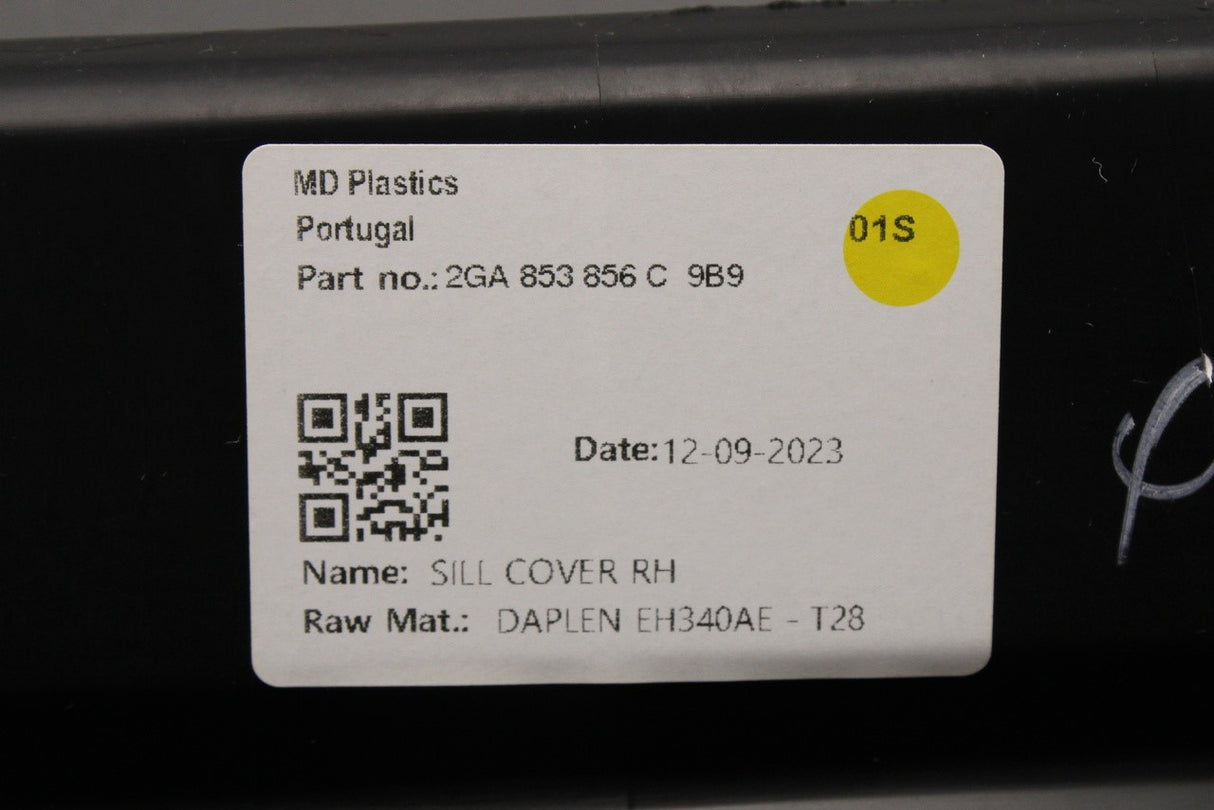 MD Plastics
Portugal
01S
Part no.: 2GA 853 856 C 9B9
Date: 12-09-2023
Name: SILL COVER RH
Raw Mat.: DAPLEN EH340AE - T28